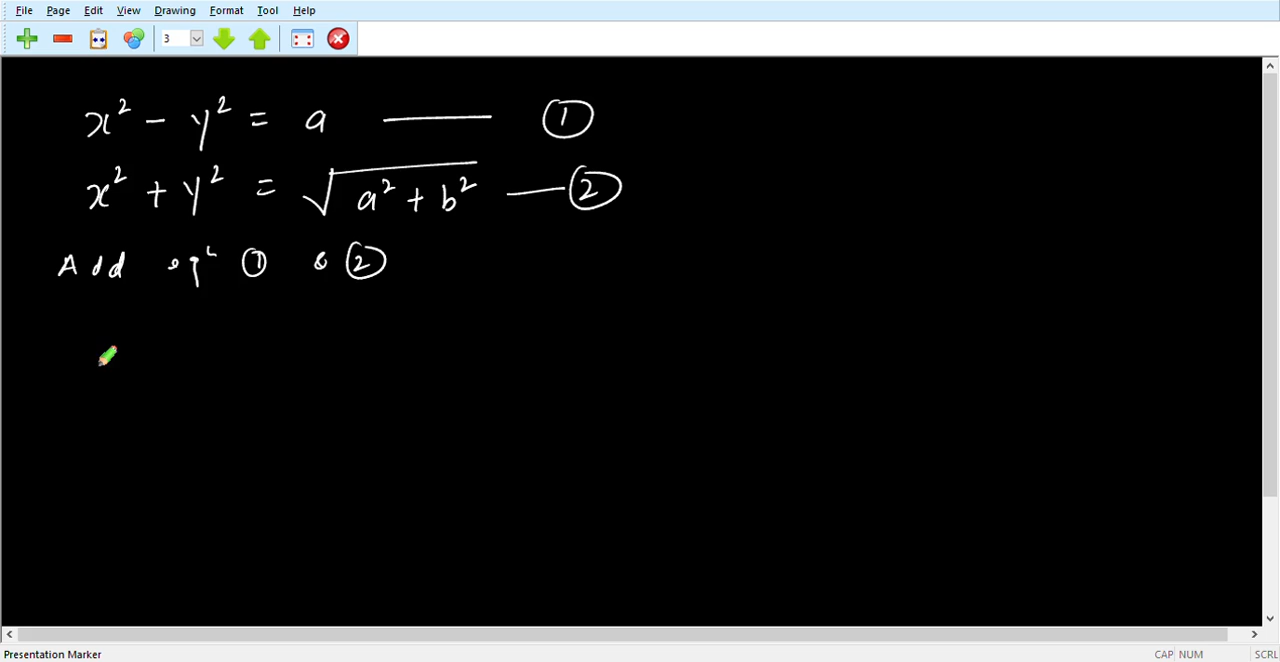 File Page Edit View Drawing Format Tool Help
3
x² - y² = a —— ①
x² + y² = √(a² + b²) —— ②
Add eqⁿ ① & ②
Presentation Marker
CAP NUM SCRL